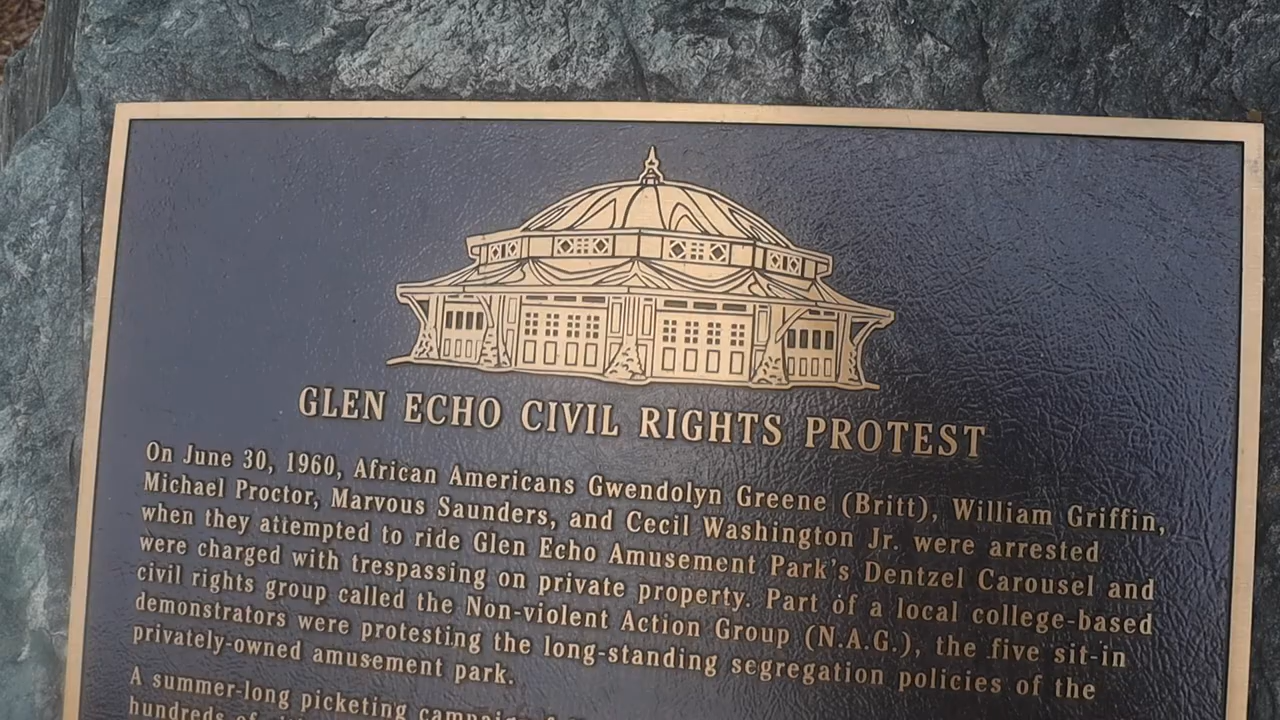 GLEN ECHO CIVIL RIGHTS PROTEST
On June 30, 1960, African Americans Gwendolyn Greene (Britt), William Griffin,
Michael Proctor, Marvous Saunders, and Cecil Washington Jr. were arrested
when they attempted to ride Glen Echo Amusement Park's Dentzel Carousel and
were charged with trespassing on private property. Part of a local college-based
civil rights group called the Non-violent Action Group (N.A.G.), the five sit-in
demonstrators were protesting the long-standing segregation policies of the
privately-owned amusement park.
A summer-long picketing
hundreds of